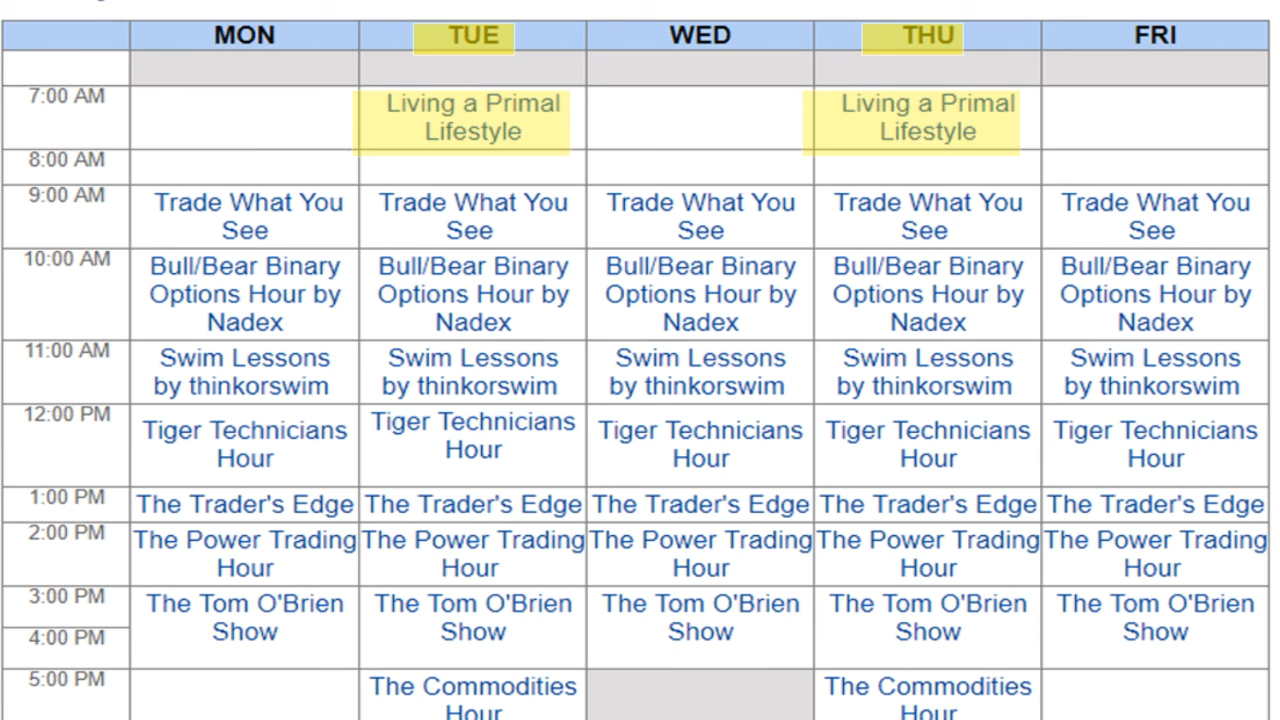 MON TUE WED THU FRI
7:00 AM
Living a Primal Living a Primal
Lifestyle Lifestyle
8:00 AM
9:00 AM
Trade What You Trade What You Trade What You Trade What You Trade What You
See See See See See
10:00 AM
Bull/Bear Binary Bull/Bear Binary Bull/Bear Binary Bull/Bear Binary Bull/Bear Binary
Options Hour by Options Hour by Options Hour by Options Hour by Options Hour by
Nadex Nadex Nadex Nadex Nadex
11:00 AM
Swim Lessons Swim Lessons Swim Lessons Swim Lessons Swim Lessons
by thinkorswim by thinkorswim by thinkorswim by thinkorswim by thinkorswim
12:00 PM
Tiger Technicians Tiger Technicians Tiger Technicians Tiger Technicians Tiger Technicians
Hour Hour Hour Hour Hour
1:00 PM The Trader's Edge The Trader's Edge The Trader's Edge The Trader's Edge The Trader's Edge
2:00 PM The Power Trading The Power Trading The Power Trading The Power Trading The Power Trading
Hour Hour Hour Hour Hour
3:00 PM The Tom O'Brien The Tom O'Brien The Tom O'Brien The Tom O'Brien The Tom O'Brien
4:00 PM Show Show Show Show Show
5:00 PM The Commodities The Commodities
Hour Hour